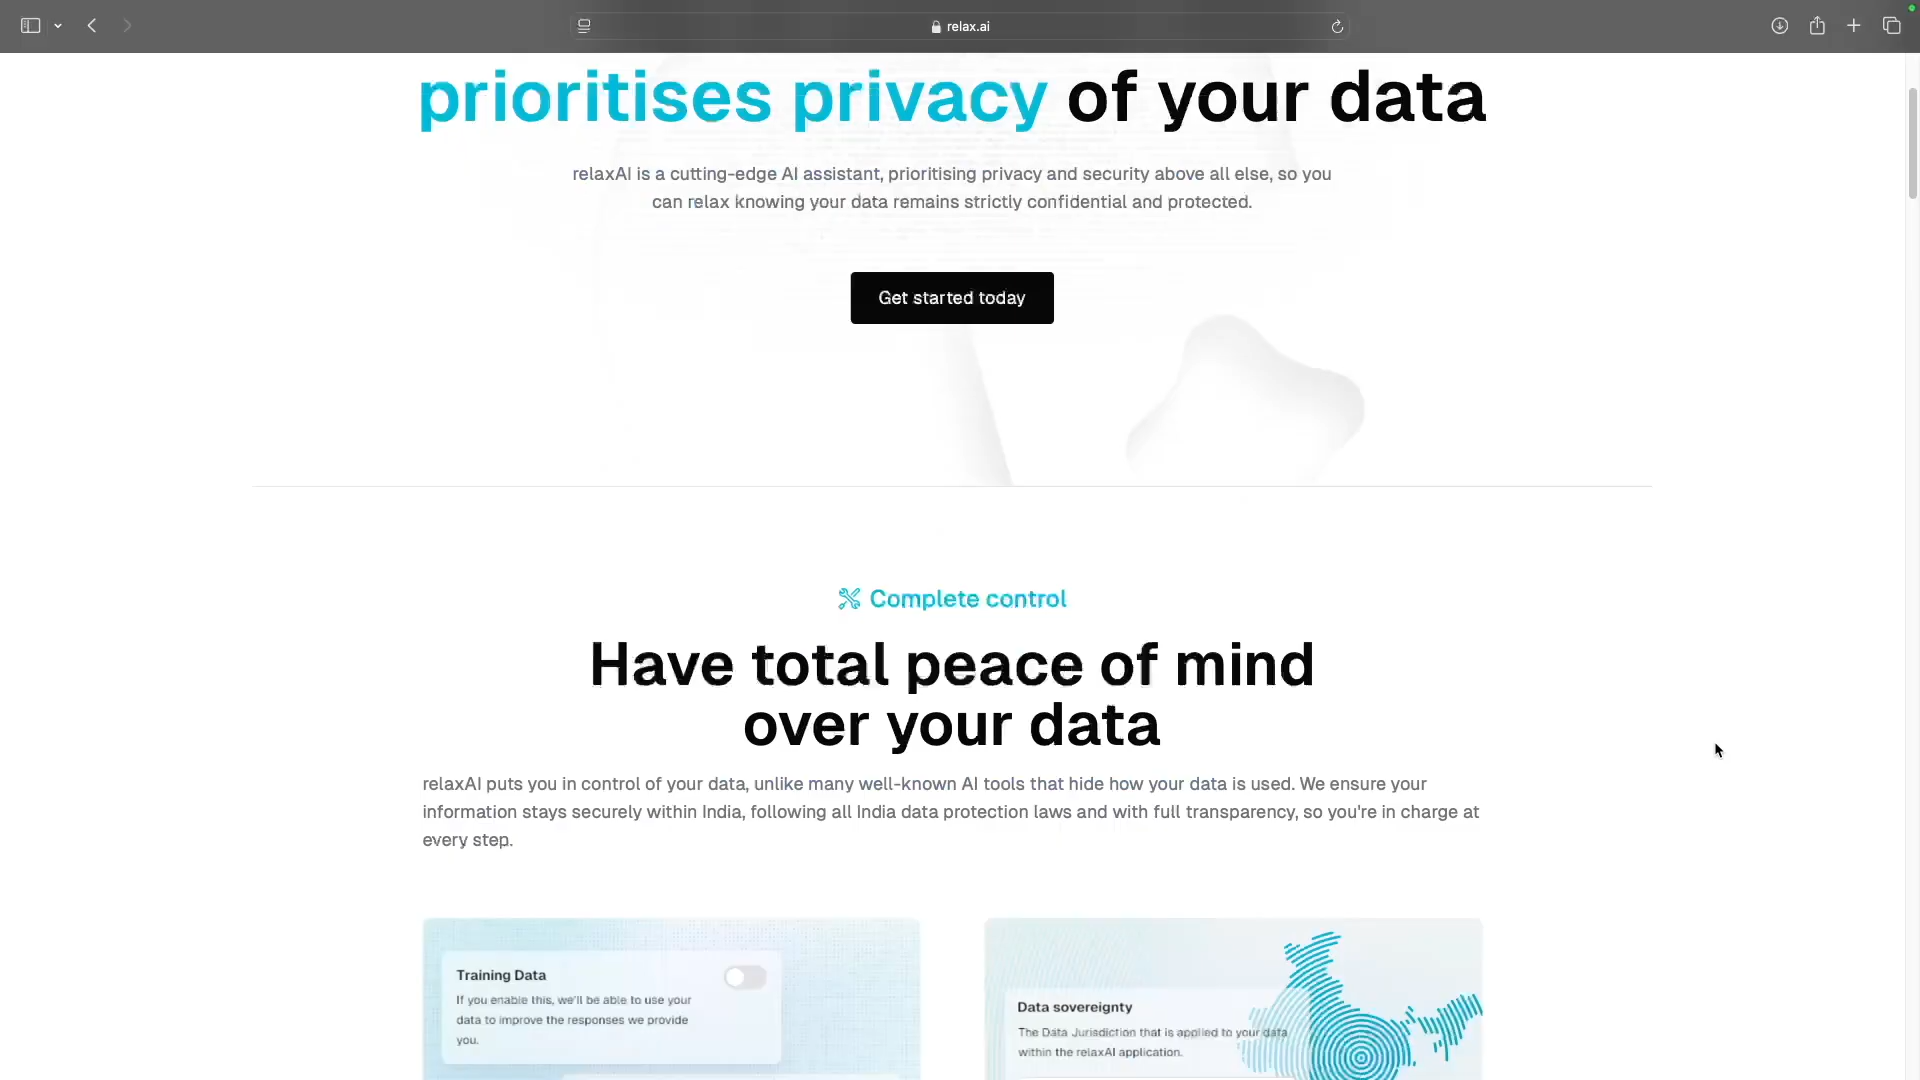 relax.ai
prioritises privacy of your data
relaxAI is a cutting-edge AI assistant, prioritising privacy and security above all else, so you
can relax knowing your data remains strictly confidential and protected.
Get started today
Complete control
Have total peace of mind
over your data
relaxAI puts you in control of your data, unlike many well-known AI tools that hide how your data is used. We ensure your
information stays securely within India, following all India data protection laws and with full transparency, so you're in charge at
every step.
Training Data
If you enable this, we'll be able to use your
data to improve the responses we provide
you.
Data sovereignty
The Data Jurisdiction that is applied to your data
within the relaxAI application.